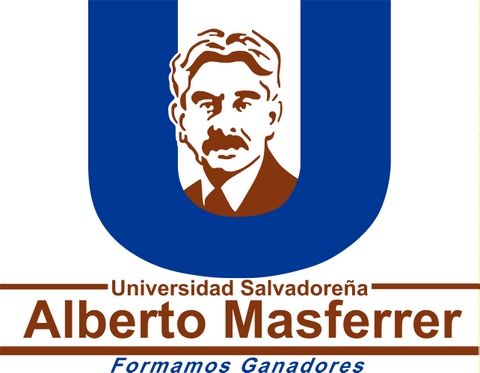 U
Universidad Salvadoreña
Alberto Masferrer
Formamos Ganadores